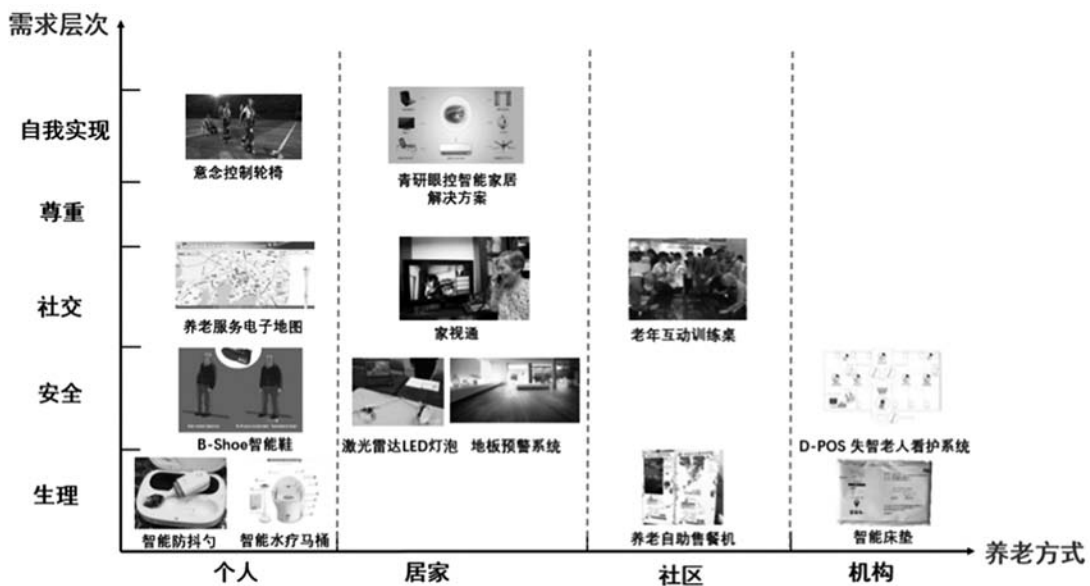 需求层次
自我实现
意念控制轮椅
青研眼控智能家居
解决方案
尊重
社交
养老服务电子地图
家视通
老年互动训练桌
安全
B-Shoe智能鞋
激光雷达LED灯泡
地板预警系统
D-POS 失智老人看护系统
生理
智能防抖勺
智能水疗马桶
养老自助售餐机
智能床垫
个人
居家
社区
机构
养老方式